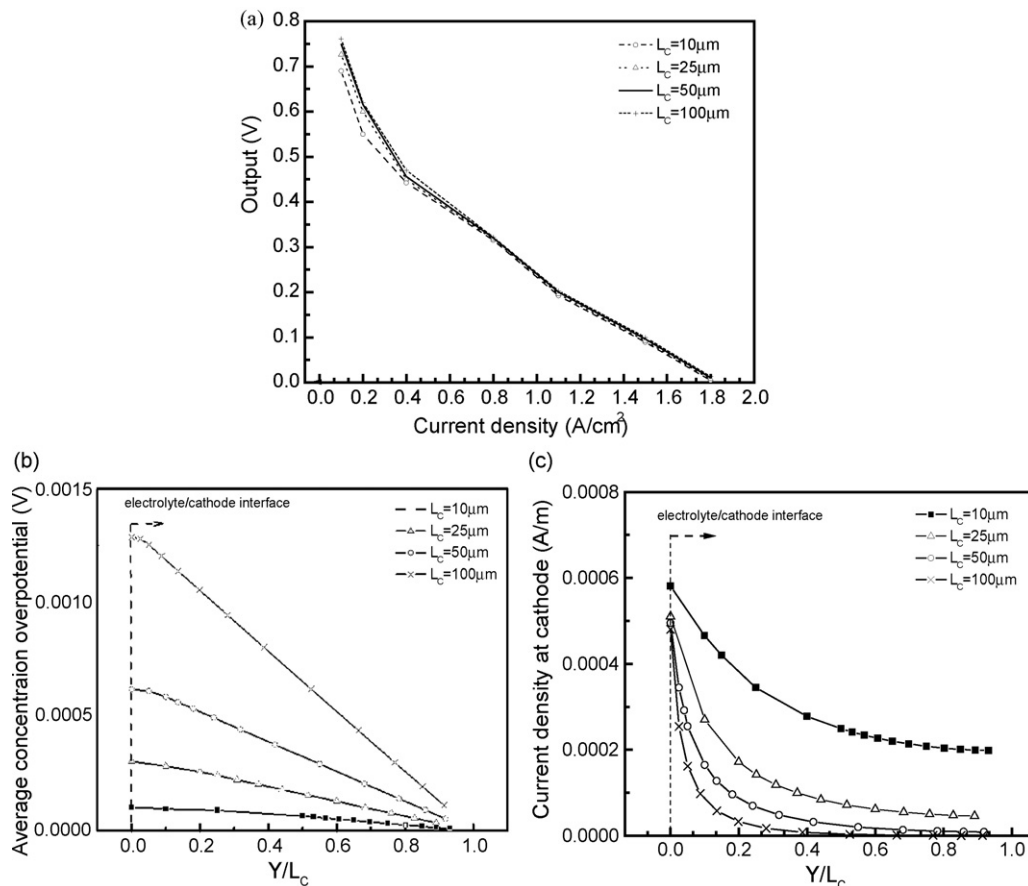 (a)
0.8
0.7
0.6
0.5
0.4
0.3
0.2
0.1
0.0
Output (V)
L_C=10μm
L_C=25μm
L_C=50μm
L_C=100μm
0.0 0.2 0.4 0.6 0.8 1.0 1.2 1.4 1.6 1.8 2.0
Current density (A/cm²)
(b)
0.0015
0.0010
0.0005
0.0000
Average concentraion overpotential (V)
electrolyte/cathode interface
L_C=10μm
L_C=25μm
L_C=50μm
L_C=100μm
0.0 0.2 0.4 0.6 0.8 1.0
Y/L_C
(c)
0.0008
0.0006
0.0004
0.0002
0.0000
Current density at cathode (A/m)
electrolyte/cathode interface
L_C=10μm
L_C=25μm
L_C=50μm
L_C=100μm
0.0 0.2 0.4 0.6 0.8 1.0
Y/L_C